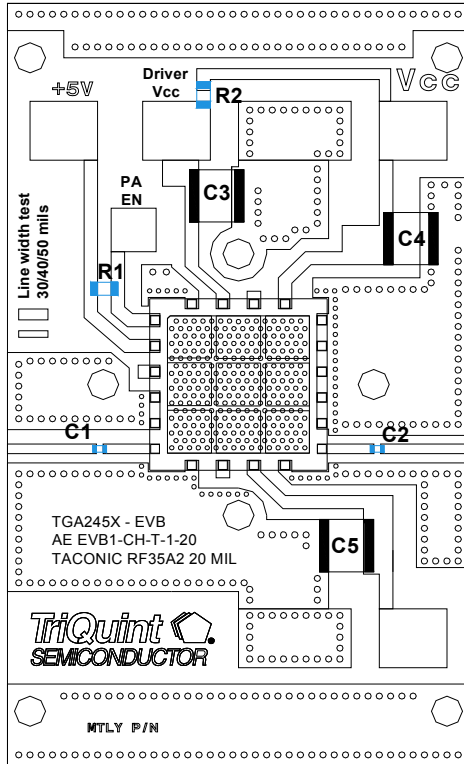 Driver
Vcc
+5V
R2
Vcc
PA
EN
C3
C4
Line width test
30/40/50 mils
R1
C1
C2
TGA245X - EVB
AE EVB1-CH-T-1-20
TACONIC RF35A2 20 MIL
C5
TriQuint
SEMICONDUCTOR
MTLY P/N